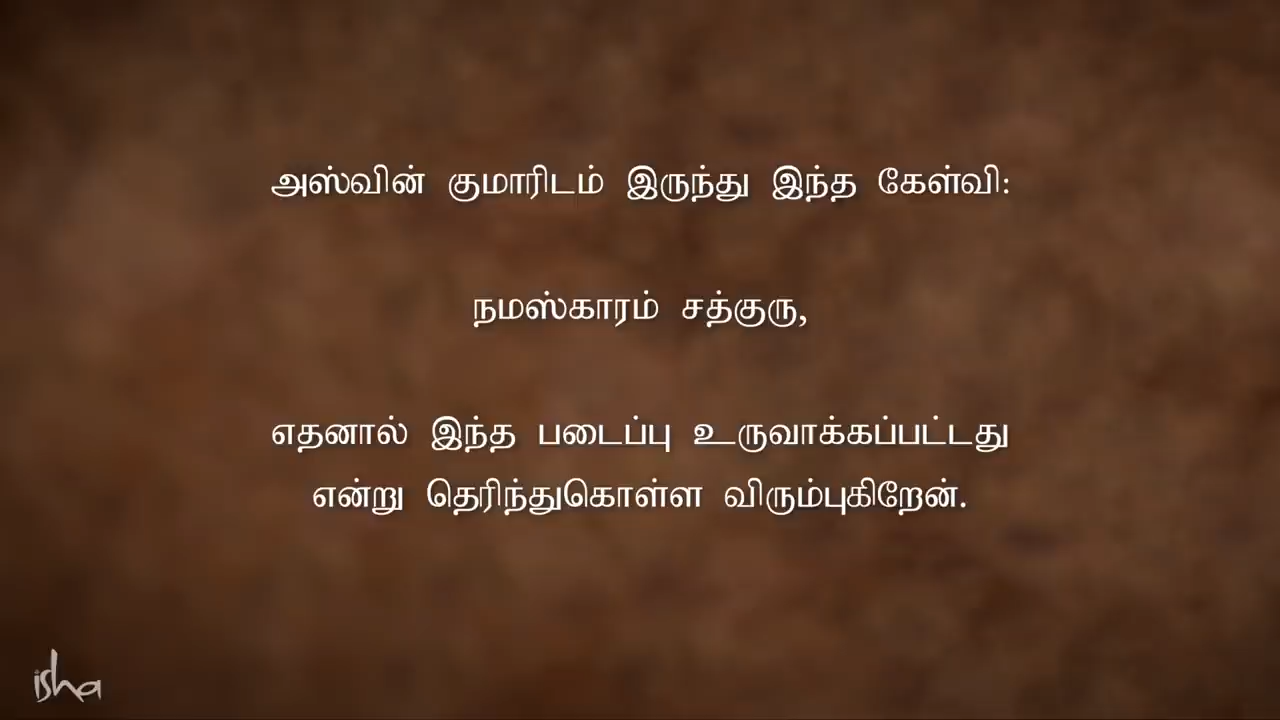 அஸ்வின் குமாரிடம் இருந்து இந்த கேள்வி:
நமஸ்காரம் சத்குரு,
எதனால் இந்த படைப்பு உருவாக்கப்பட்டது
என்று தெரிந்துகொள்ள விரும்புகிறேன்.
isha